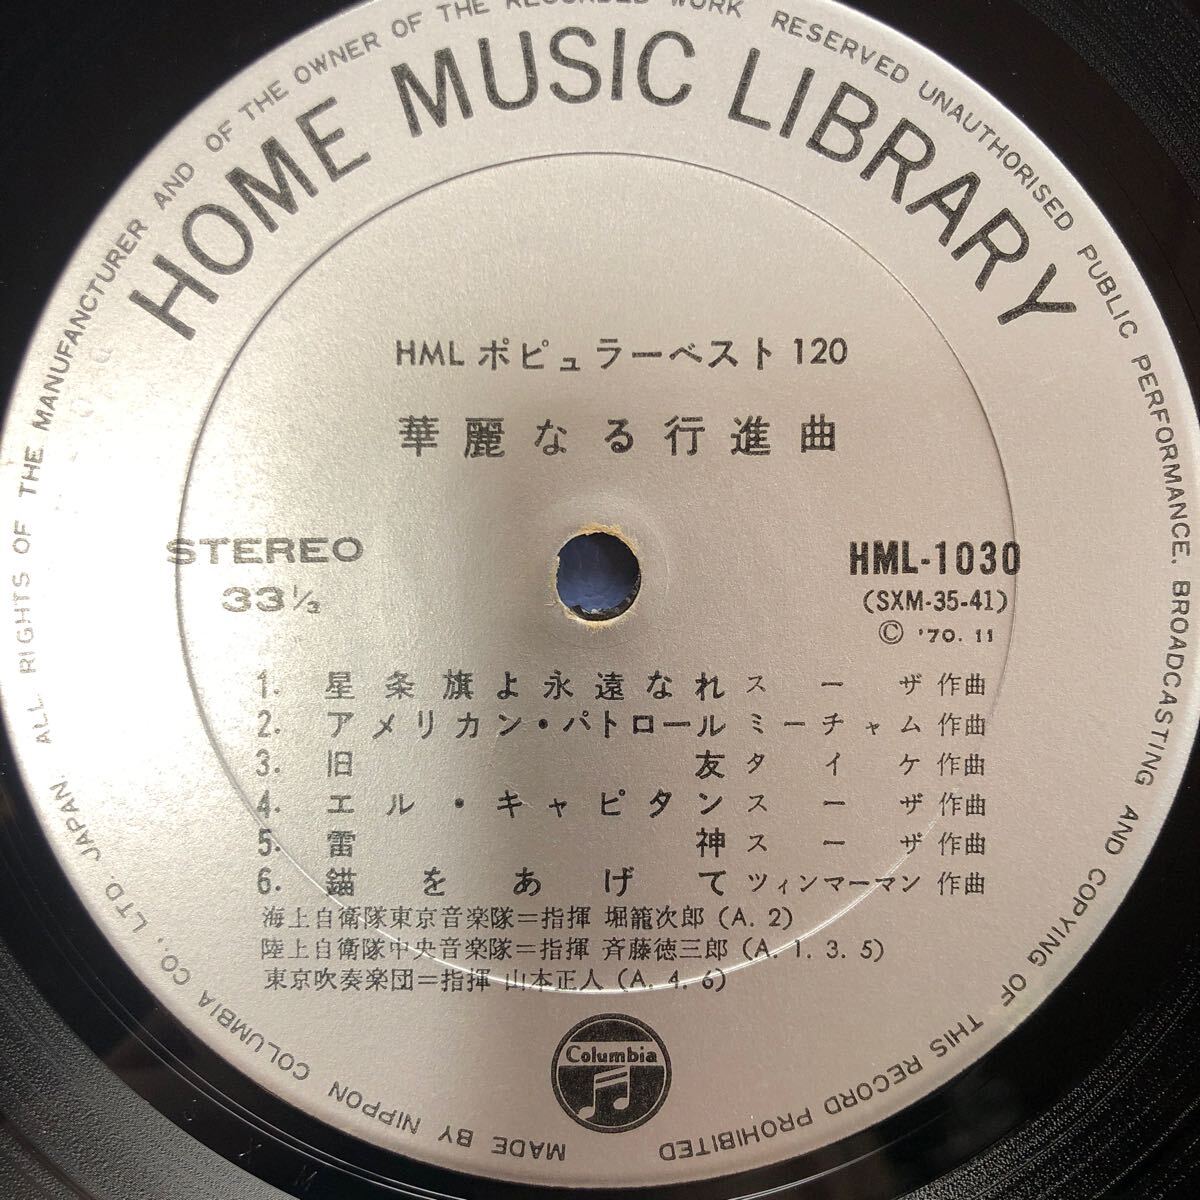 ALL RIGHTS OF THE MANUFANCTURER AND OF THE OWNER OF THE RECORDED WORK RESERVED UNAUTHORISED PUBLIC PERFORMANCE. BROADCASTING AND COPYING OF THIS RECORD PROHIBITED
HOME MUSIC LIBRARY
HML ポピュラーベスト 120
華麗なる行進曲
STEREO
33 1/3
HML-1030
(SXM-35-41)
© '70. 11
1. 星条旗よ永遠なれ スーザ 作曲
2. アメリカン・パトロール ミーチャム 作曲
3. 旧友 タイケ 作曲
4. エル・キャピタン スーザ 作曲
5. 雷神 スーザ 作曲
6. 錨をあげて ツィンマーマン 作曲
海上自衛隊東京音楽隊＝指揮 堀籠次郎 (A. 2)
陸上自衛隊中央音楽隊＝指揮 斉藤徳三郎 (A. 1. 3. 5)
東京吹奏楽団＝指揮 山本正人 (A. 4. 6)
Columbia
MADE BY NIPPON COLUMBIA CO., LTD. JAPAN.